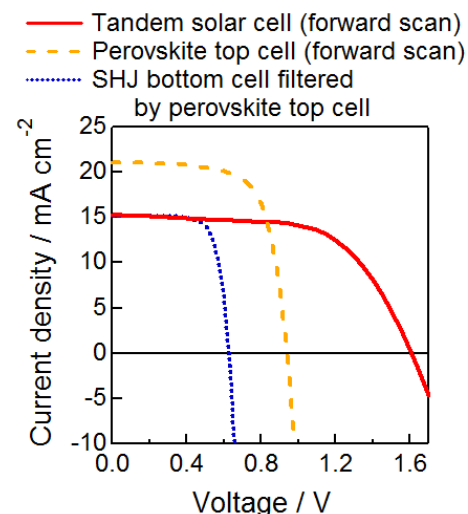 Tandem solar cell (forward scan)
Perovskite top cell (forward scan)
SHJ bottom cell filtered
by perovskite top cell
25
20
15
10
5
0
-5
-10
0.0 0.4 0.8 1.2 1.6
Current density / mA cm⁻²
Voltage / V